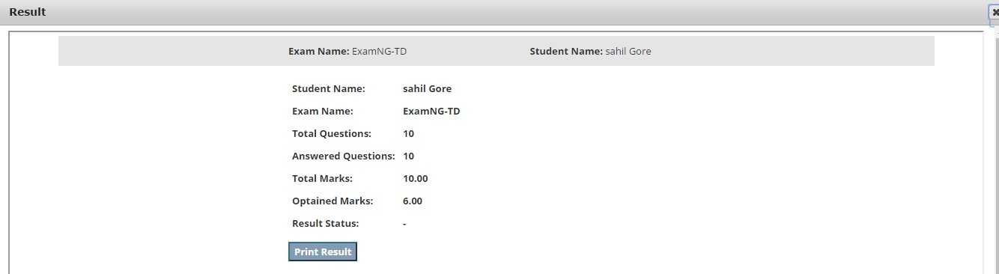 Result
Exam Name: ExamNG-TD Student Name: sahil Gore
Student Name: sahil Gore
Exam Name: ExamNG-TD
Total Questions: 10
Answered Questions: 10
Total Marks: 10.00
Optained Marks: 6.00
Result Status: -
Print Result